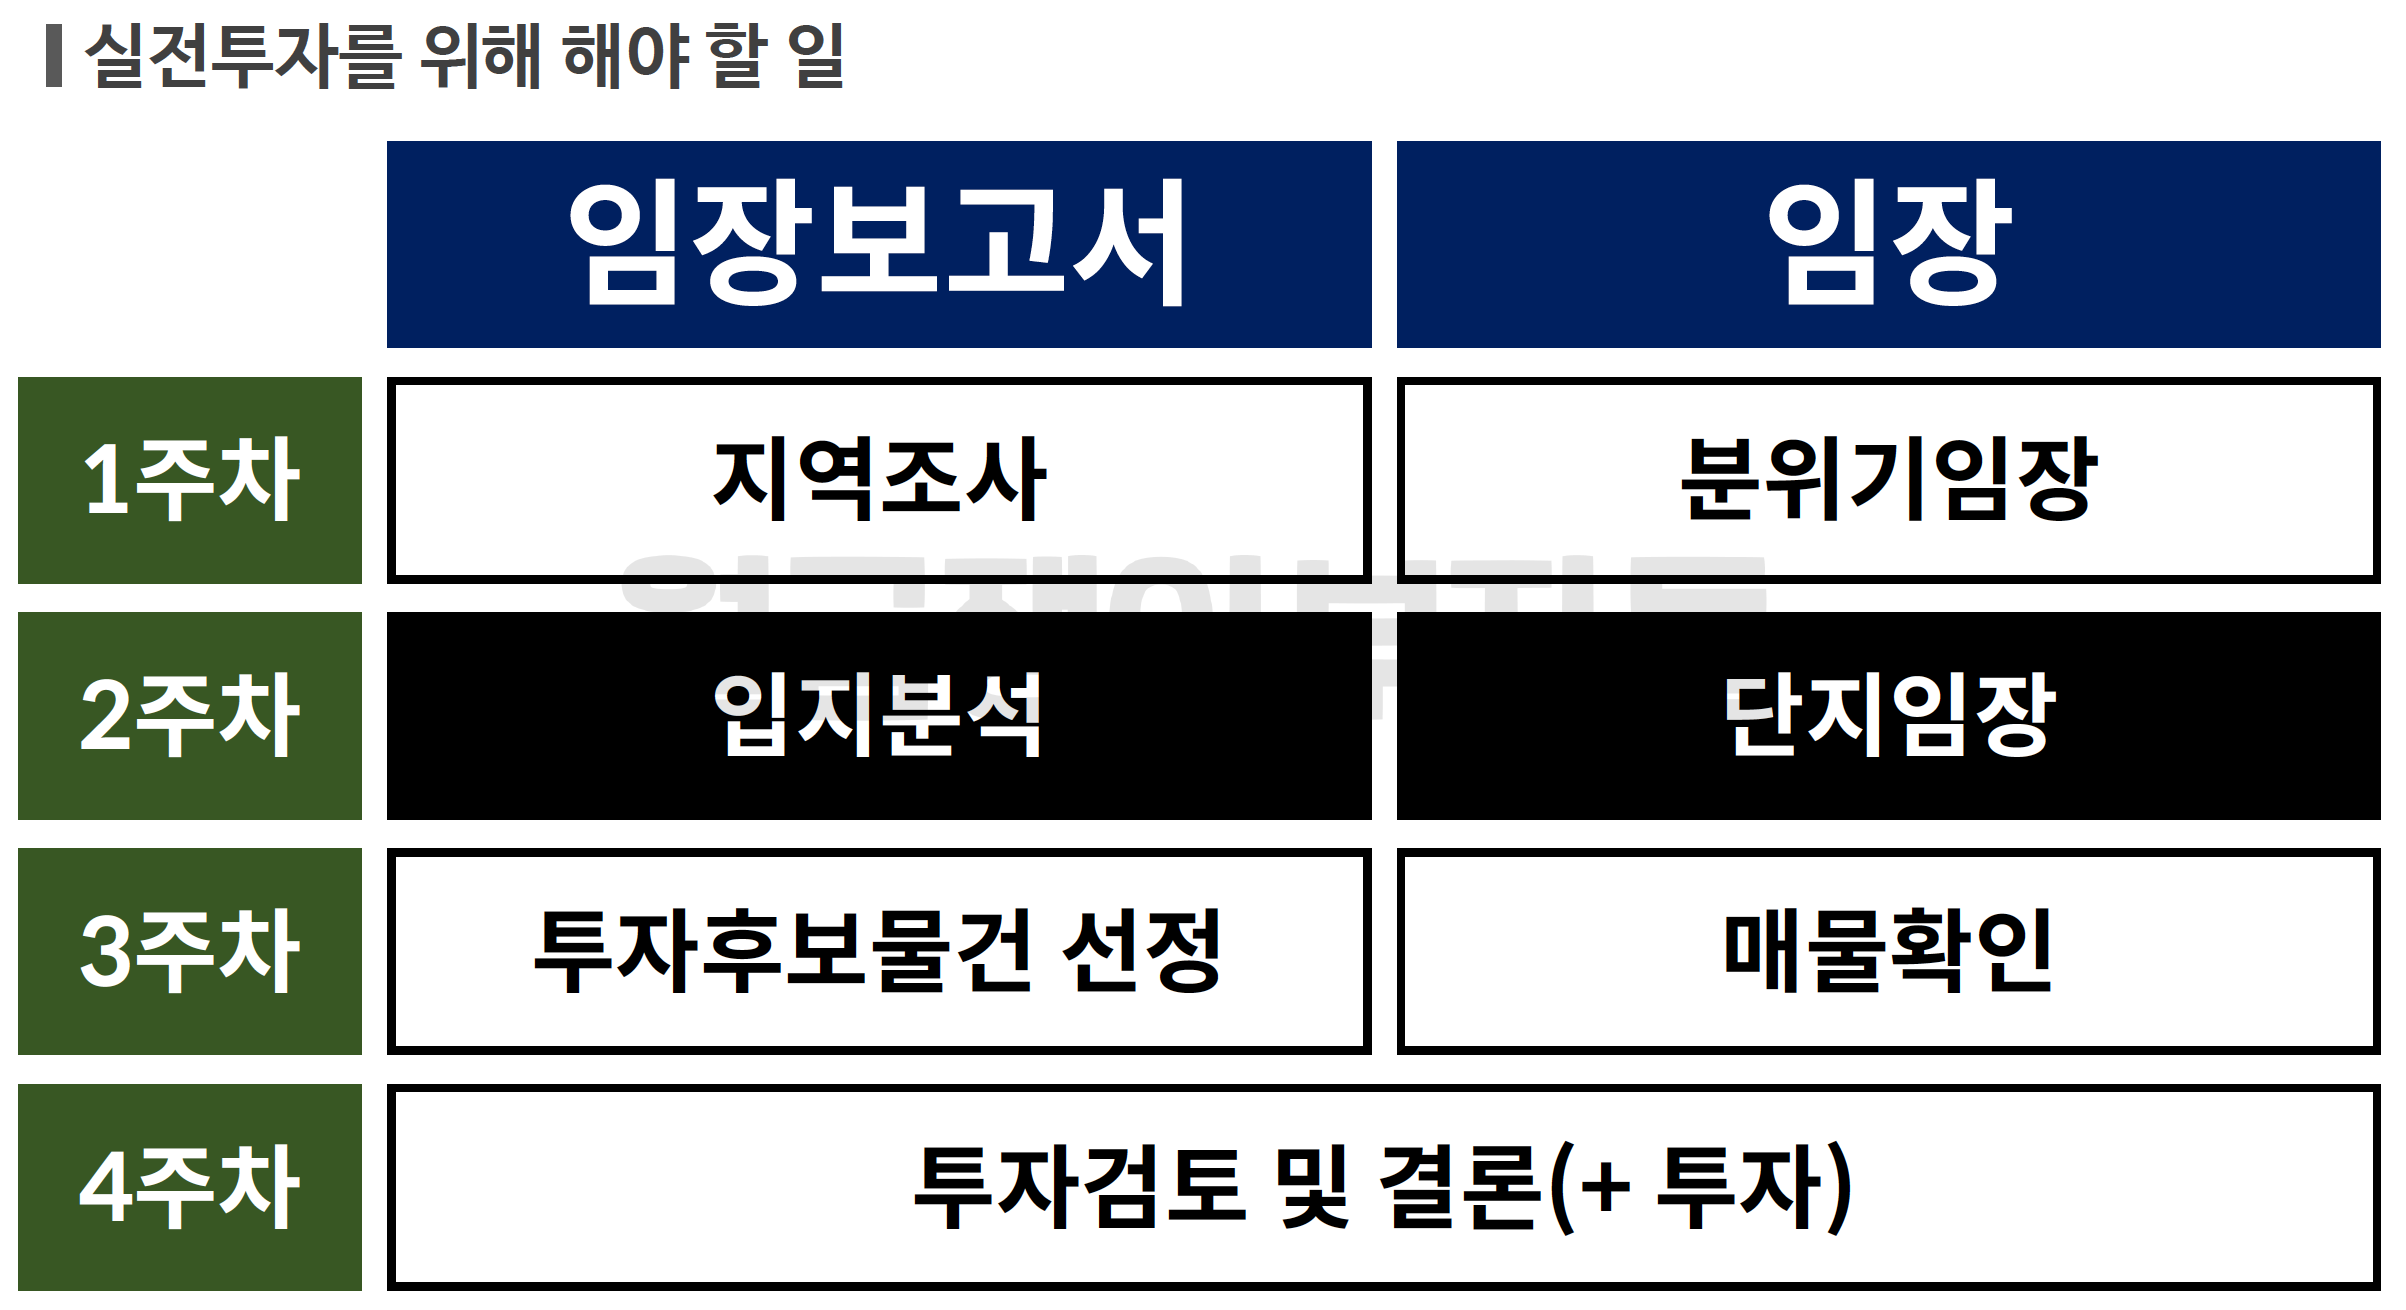 실전투자를 위해 해야 할 일
임장보고서 임장
1주차 지역조사 분위기임장
2주차 입지분석 단지임장
3주차 투자후보물건 선정 매물확인
4주차 투자검토 및 결론(+ 투자)